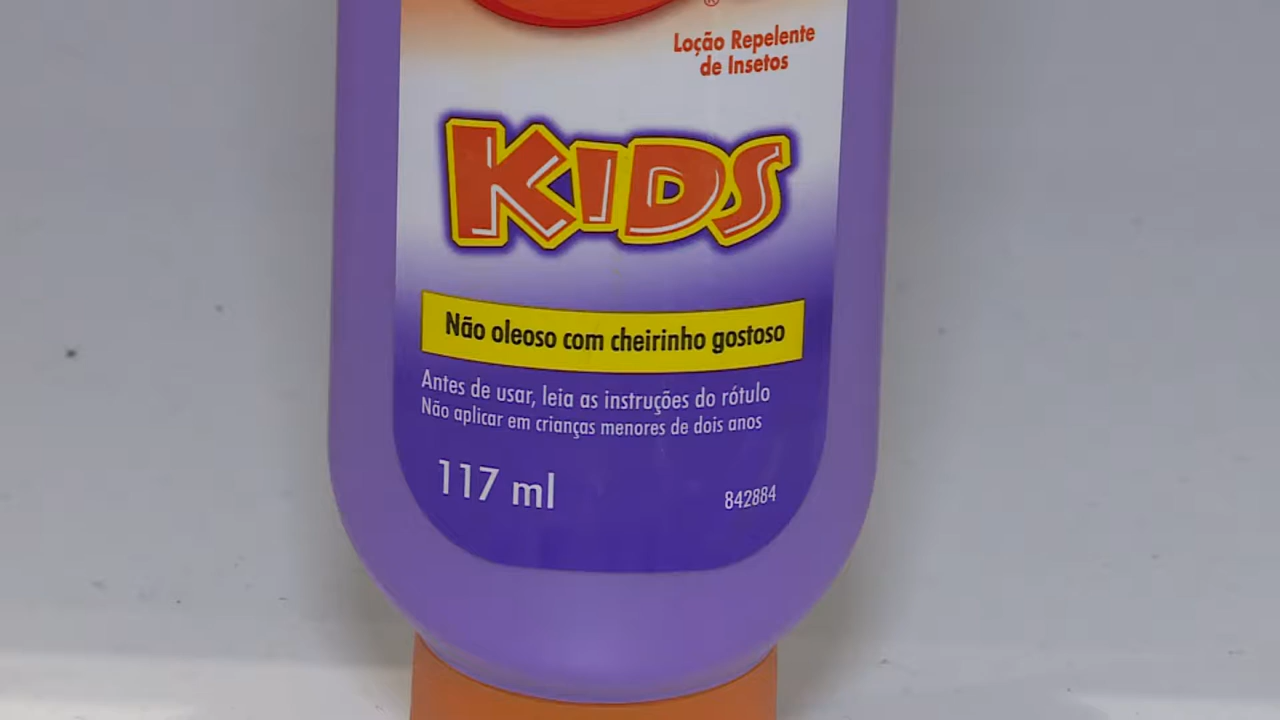 ®
Loção Repelente
de Insetos
KIDS
Não oleoso com cheirinho gostoso
Antes de usar, leia as instruções do rótulo
Não aplicar em crianças menores de dois anos
117 ml
842884